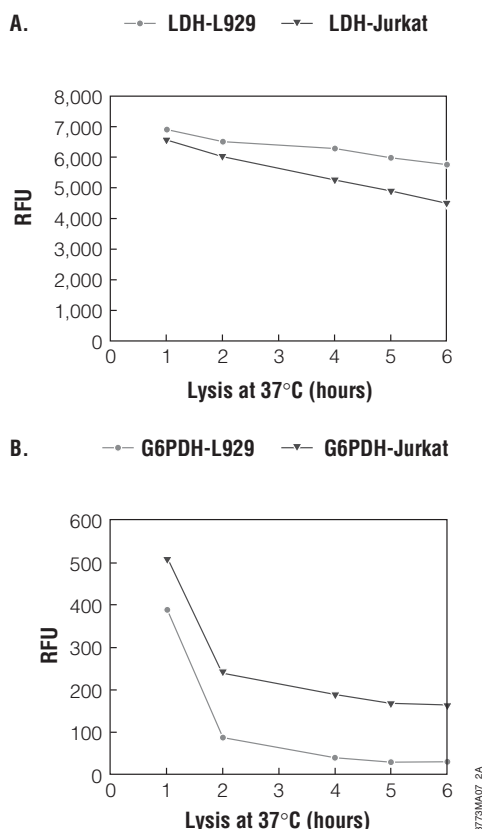 A.
LDH-L929 LDH-Jurkat
8,000
7,000
6,000
5,000
4,000
3,000
2,000
1,000
0
RFU
0 1 2 3 4 5 6
Lysis at 37°C (hours)
B.
G6PDH-L929 G6PDH-Jurkat
600
500
400
300
200
100
0
RFU
0 1 2 3 4 5 6
Lysis at 37°C (hours)